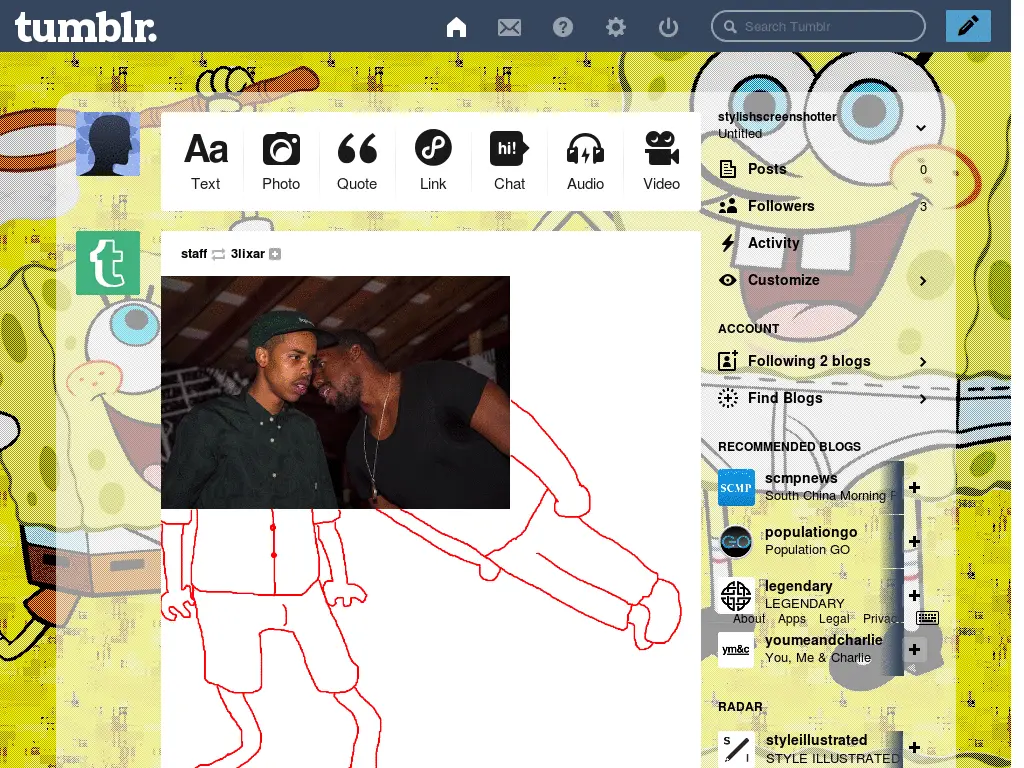 tumblr.
Search Tumblr
Aa
hi!
Text
Photo
Quote
Link
Chat
Audio
Video
staff 3lixar
stylishscreenshotter
Untitled
Posts 0
Followers 3
Activity
Customize
ACCOUNT
Following 2 blogs
Find Blogs
RECOMMENDED BLOGS
SCMP
scmpnews
South China Morning P
GO
populationgo
Population GO
legendary
LEGENDARY
About Apps Legal Privac
ym&c
youmeandcharlie
You, Me & Charlie
RADAR
S I
styleillustrated
STYLE ILLUSTRATED